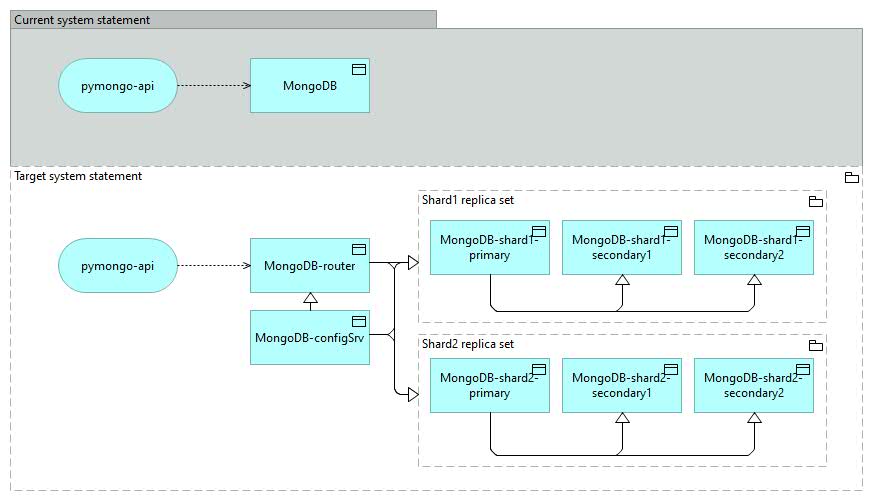 Current system statement
pymongo-api
MongoDB
Target system statement
Shard1 replica set
MongoDB-shard1-
primary
MongoDB-shard1-
secondary1
MongoDB-shard1-
secondary2
pymongo-api
MongoDB-router
MongoDB-configSrv
Shard2 replica set
MongoDB-shard2-
primary
MongoDB-shard2-
secondary1
MongoDB-shard2-
secondary2